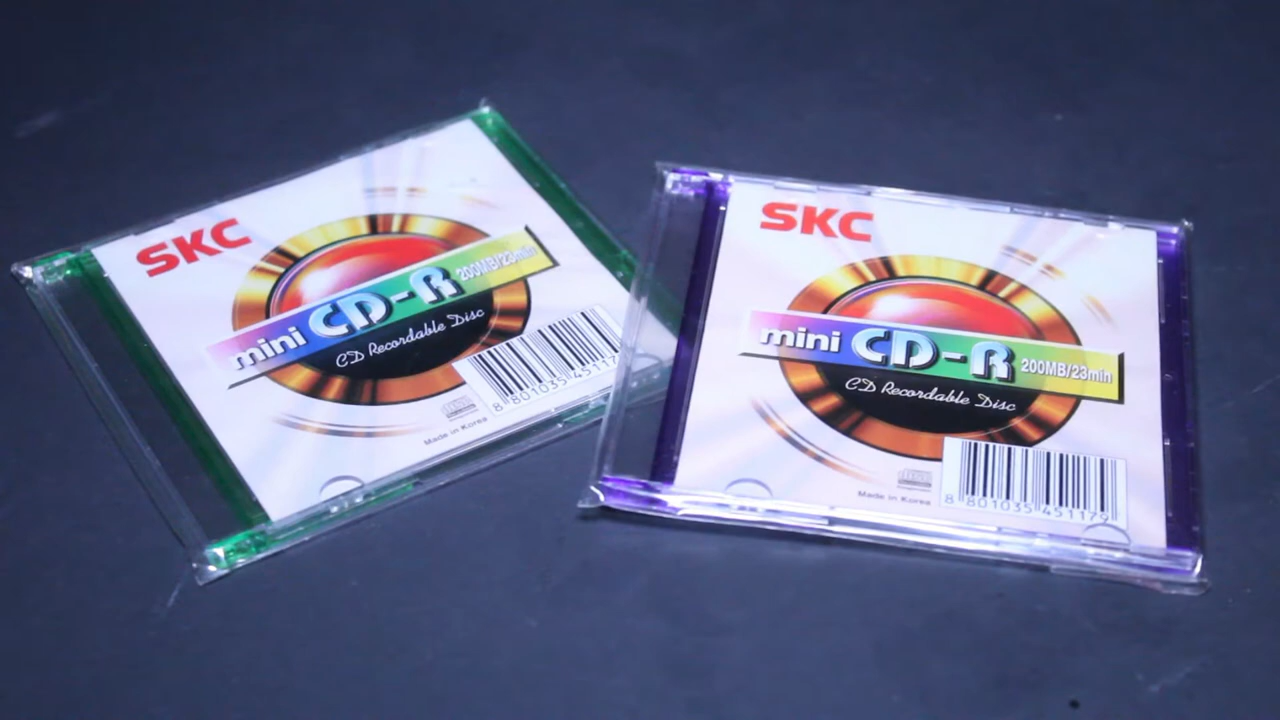 SKC
mini CD-R 200MB/23min
CD Recordable Disc
Made in Korea
8 801035 45117
SKC
mini CD-R 200MB/23min
CD Recordable Disc
Made in Korea
8 801035 451179